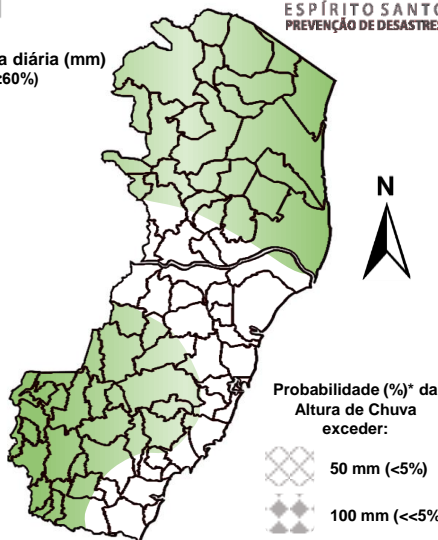 ESPÍRITO SANTO
PREVENÇÃO DE DESASTRES
a diária (mm)
60%)
N
Probabilidade (%)* da
Altura de Chuva
exceder:
50 mm (<5%)
100 mm (<<5%